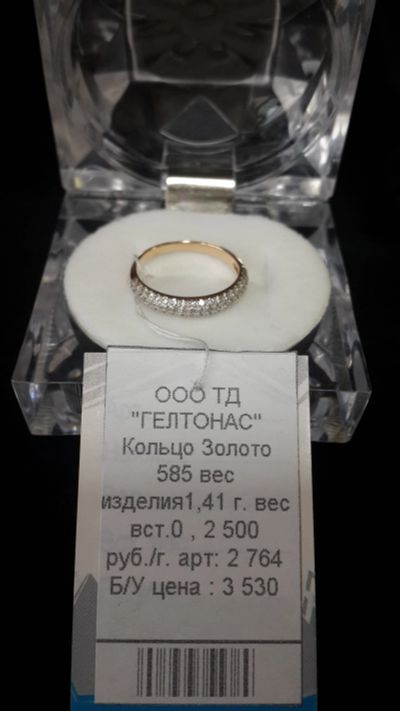 ООО ТД
"ГЕЛТОНАС"
Кольцо Золото
585 вес
изделия1,41 г. вес
вст.0 , 2 500
руб./г. арт: 2 764
Б/У цена : 3 530